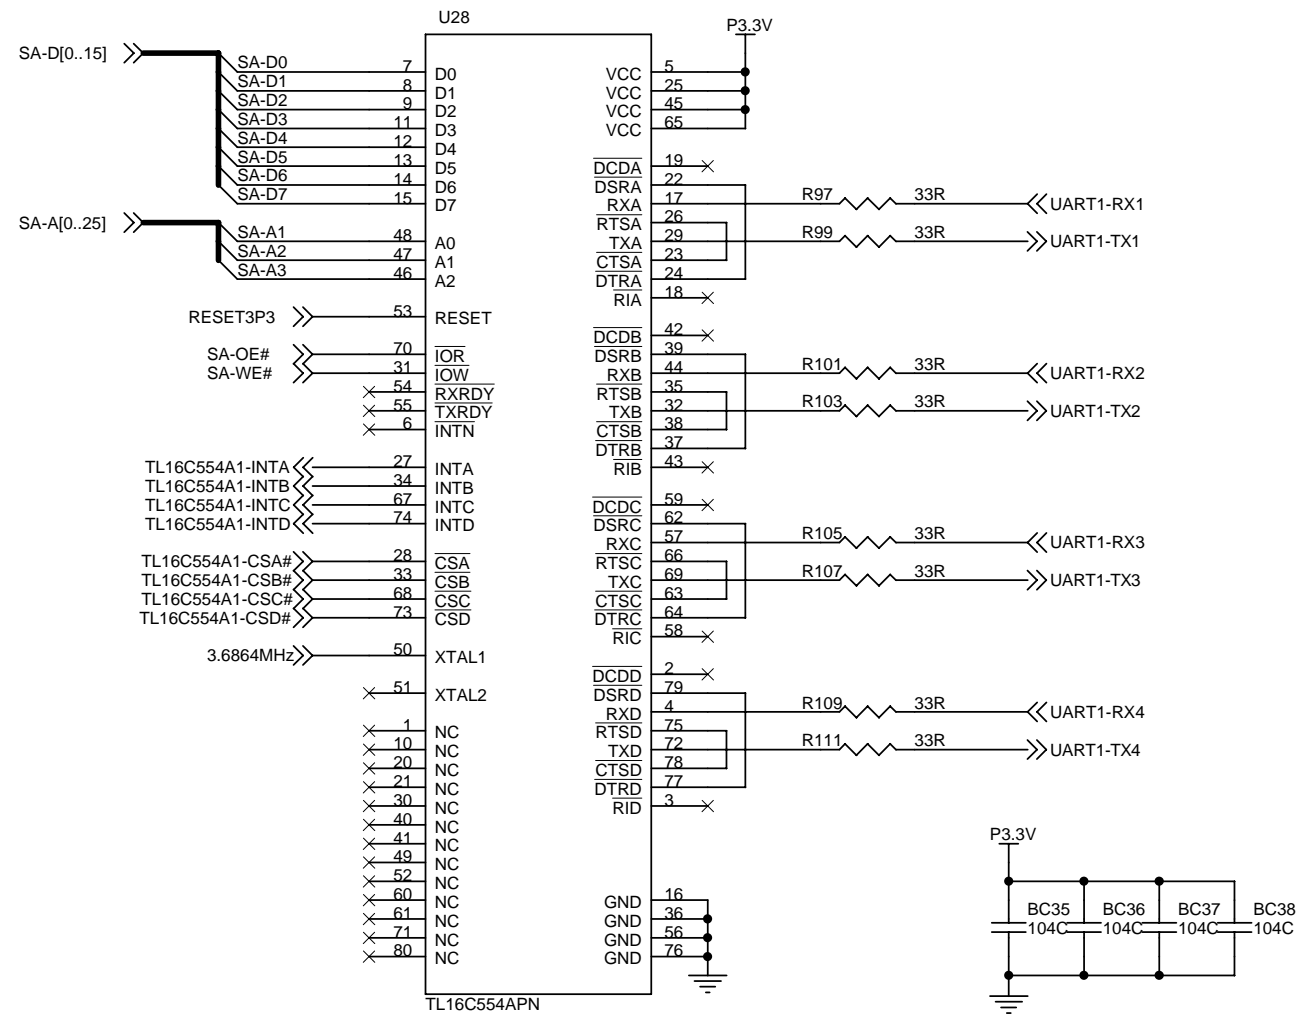 U28
P3.3V
SA-D[0..15]
SA-D0 7 D0
SA-D1 8 D1
SA-D2 9 D2
SA-D3 11 D3
SA-D4 12 D4
SA-D5 13 D5
SA-D6 14 D6
SA-D7 15 D7
SA-A[0..25]
SA-A1 48 A0
SA-A2 47 A1
SA-A3 46 A2
RESET3P3 53 RESET
SA-OE# 70 IOR
SA-WE# 31 IOW
54 RXRDY
55 TXRDY
6 INTN
TL16C554A1-INTA 27 INTA
TL16C554A1-INTB 34 INTB
TL16C554A1-INTC 67 INTC
TL16C554A1-INTD 74 INTD
TL16C554A1-CSA# 28 CSA
TL16C554A1-CSB# 33 CSB
TL16C554A1-CSC# 68 CSC
TL16C554A1-CSD# 73 CSD
3.6864MHz 50 XTAL1
51 XTAL2
1 NC
10 NC
20 NC
21 NC
30 NC
40 NC
41 NC
49 NC
52 NC
60 NC
61 NC
71 NC
80 NC
VCC 5
VCC 25
VCC 45
VCC 65
DCDA 19
DSRA 22
RXA 17 R97 33R UART1-RX1
RTSA 26
TXA 29 R99 33R UART1-TX1
CTSA 23
DTRA 24
RIA 18
DCDB 42
DSRB 39
RXB 44 R101 33R UART1-RX2
RTSB 35
TXB 32 R103 33R UART1-TX2
CTSB 38
DTRB 37
RIB 43
DCDC 59
DSRC 62
RXC 57 R105 33R UART1-RX3
RTSC 66
TXC 69 R107 33R UART1-TX3
CTSC 63
DTRC 64
RIC 58
DCDD 2
DSRD 79
RXD 4 R109 33R UART1-RX4
RTSD 75
TXD 72 R111 33R UART1-TX4
CTSD 78
DTRD 77
RID 3
GND 16
GND 36
GND 56
GND 76
TL16C554APN
P3.3V
BC35 BC36 BC37 BC38
104C 104C 104C 104C